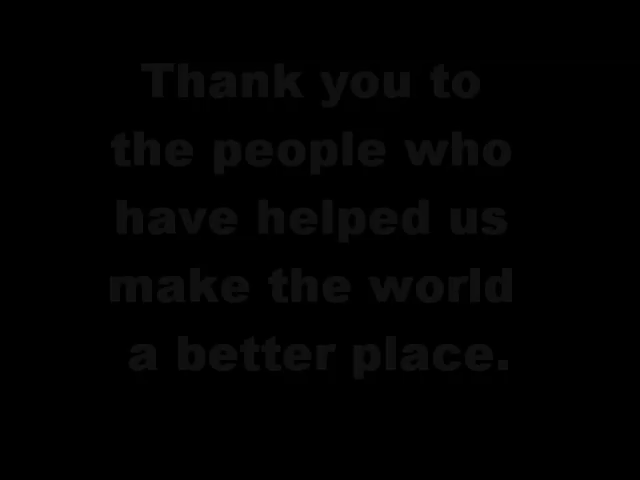 Thank you to
the people who
have helped us
make the world
a better place.